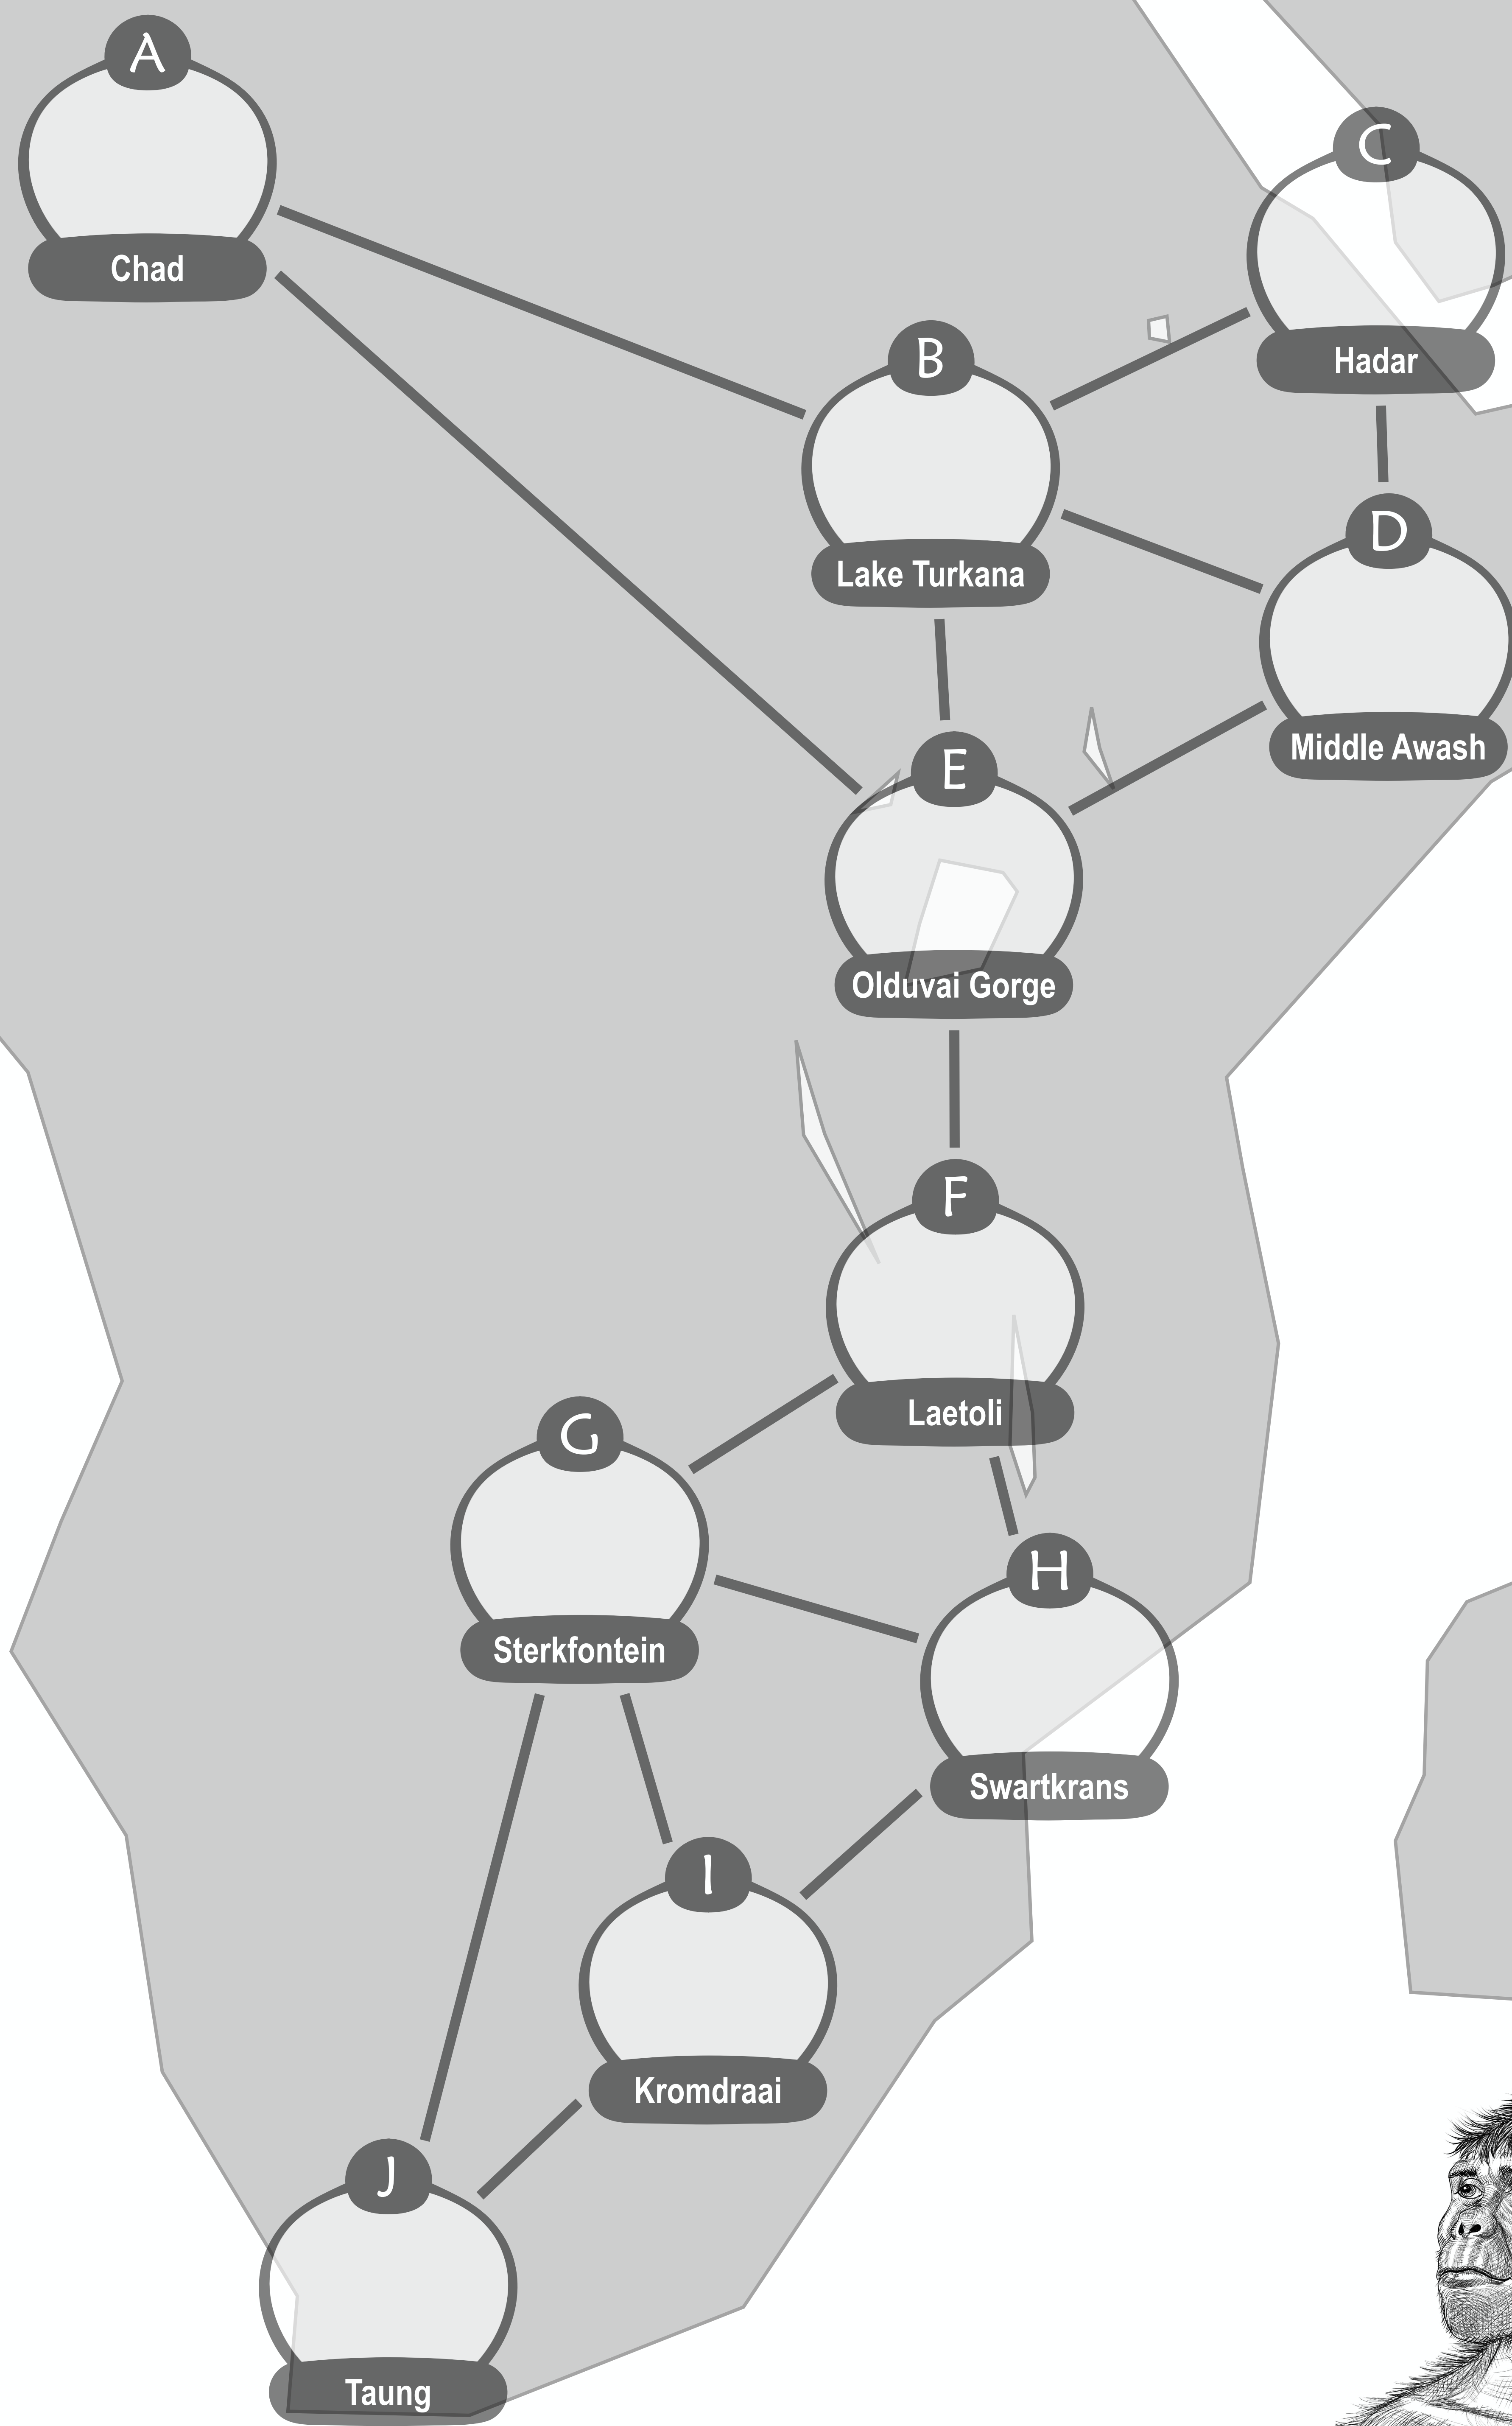 A
Chad
C
Hadar
B
Lake Turkana
D
Middle Awash
E
Olduvai Gorge
F
Laetoli
G
Sterkfontein
H
Swartkrans
I
Kromdraai
J
Taung